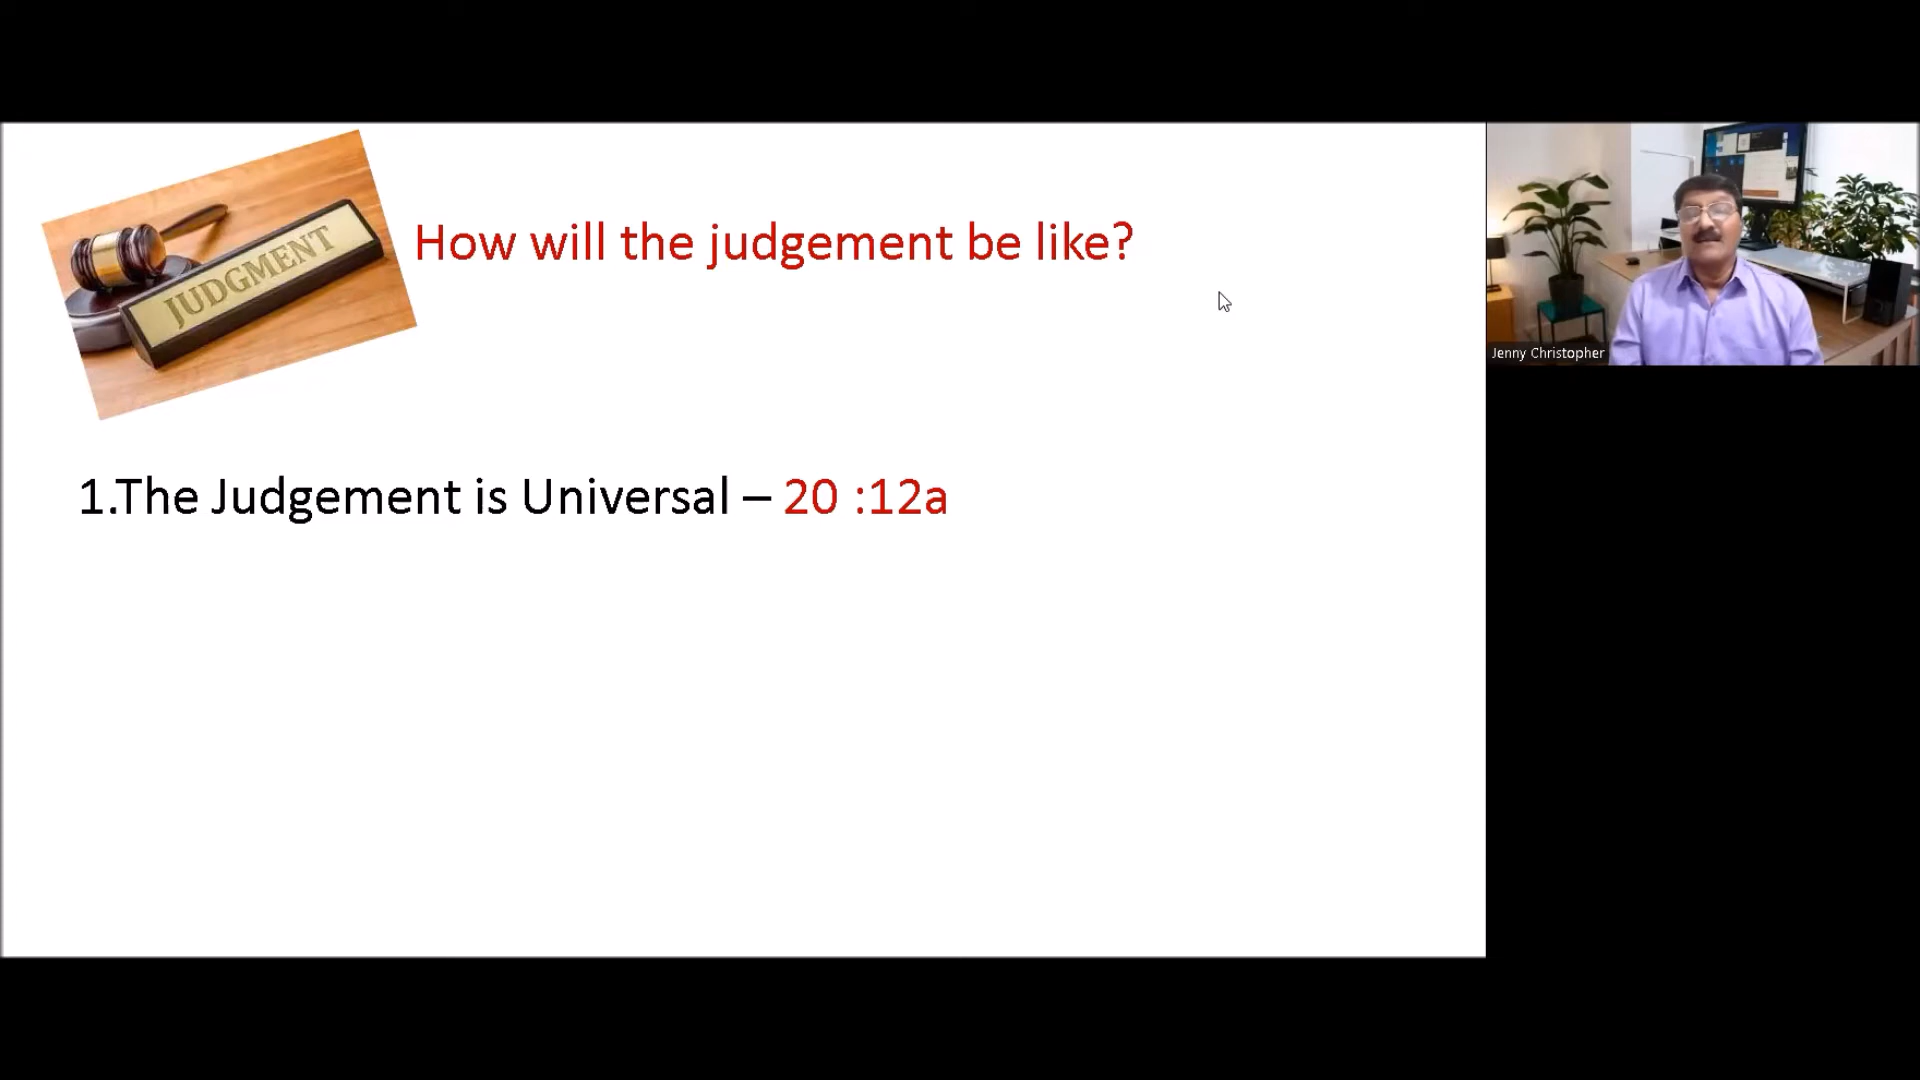 JUDGMENT
How will the judgement be like?
Jenny Christopher
1.The Judgement is Universal – 20 :12a